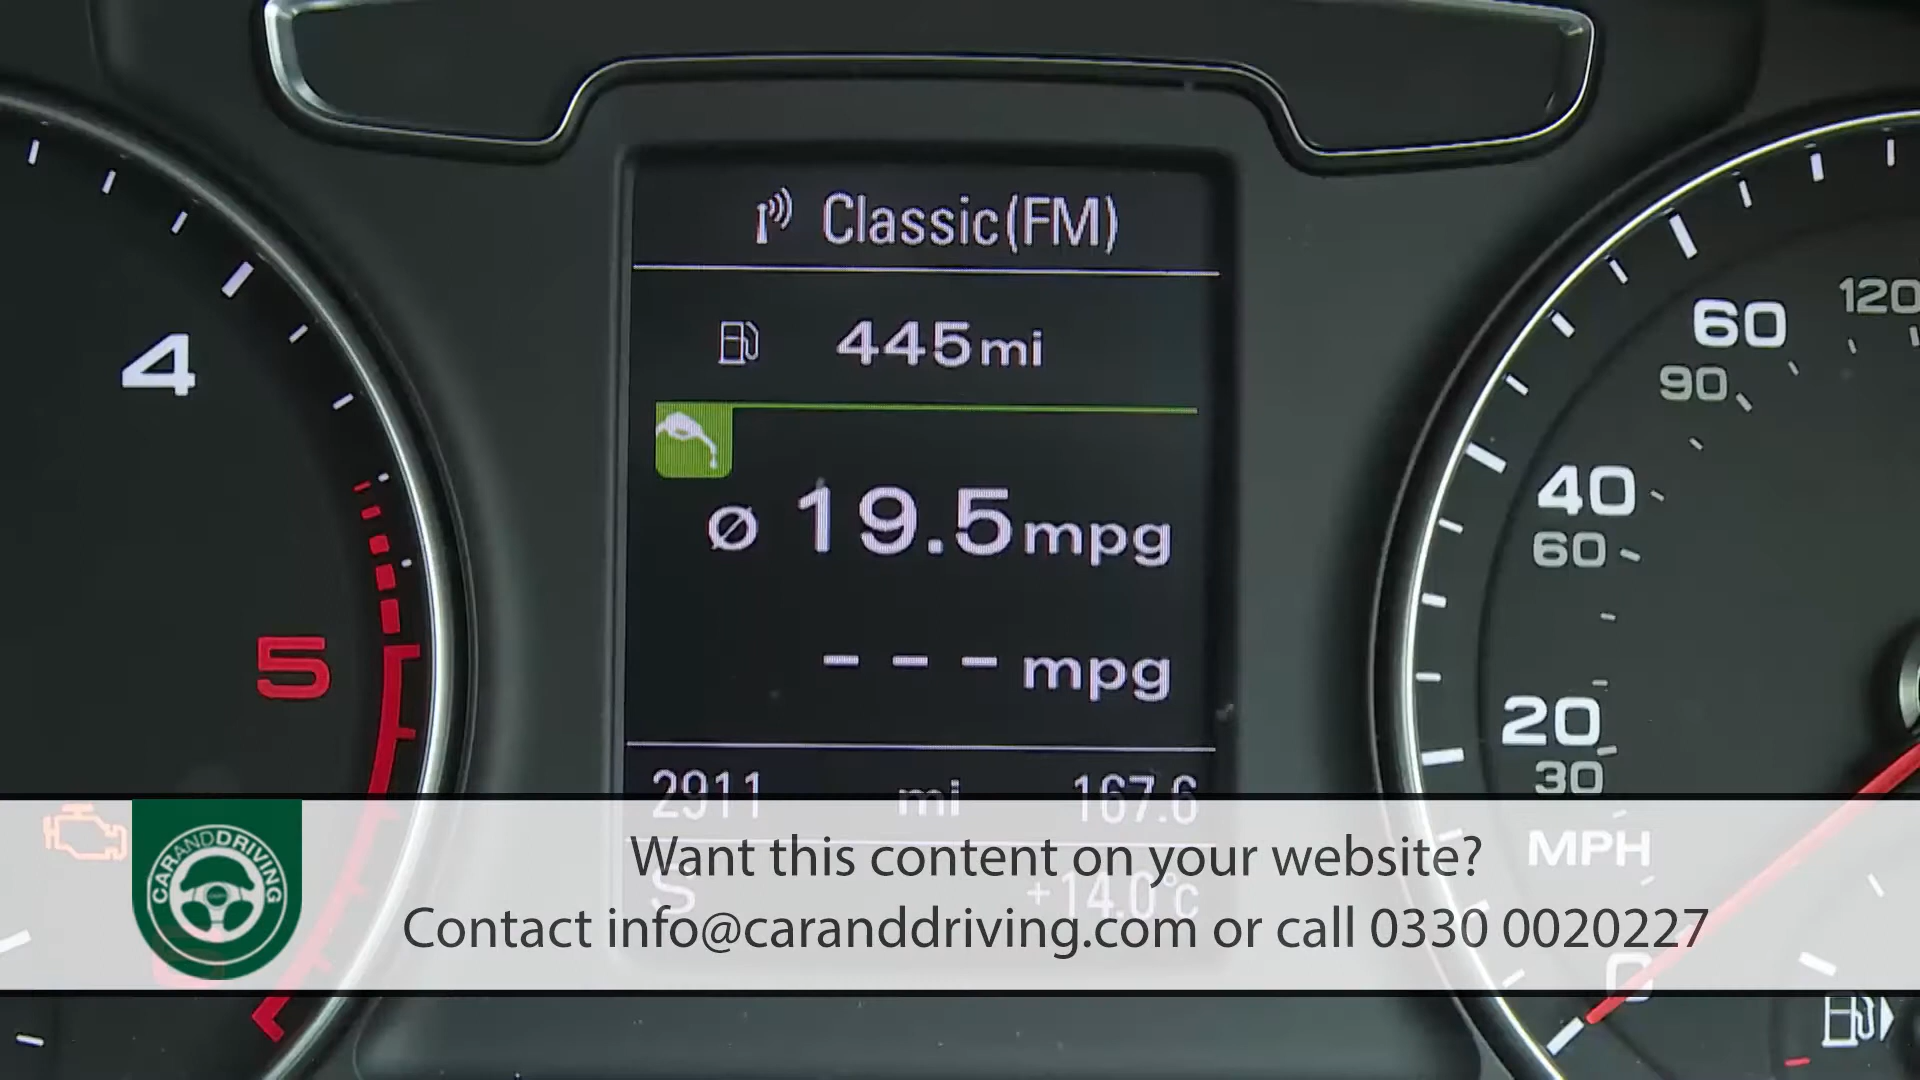 Classic(FM)
445mi
Ø 19.5mpg
- - - mpg
2911 mi 167.6
S +14.0°C
4
5
120
60
90
40
60
20
30
MPH
0
CARANDDRIVING
Want this content on your website?
Contact info@caranddriving.com or call 0330 0020227